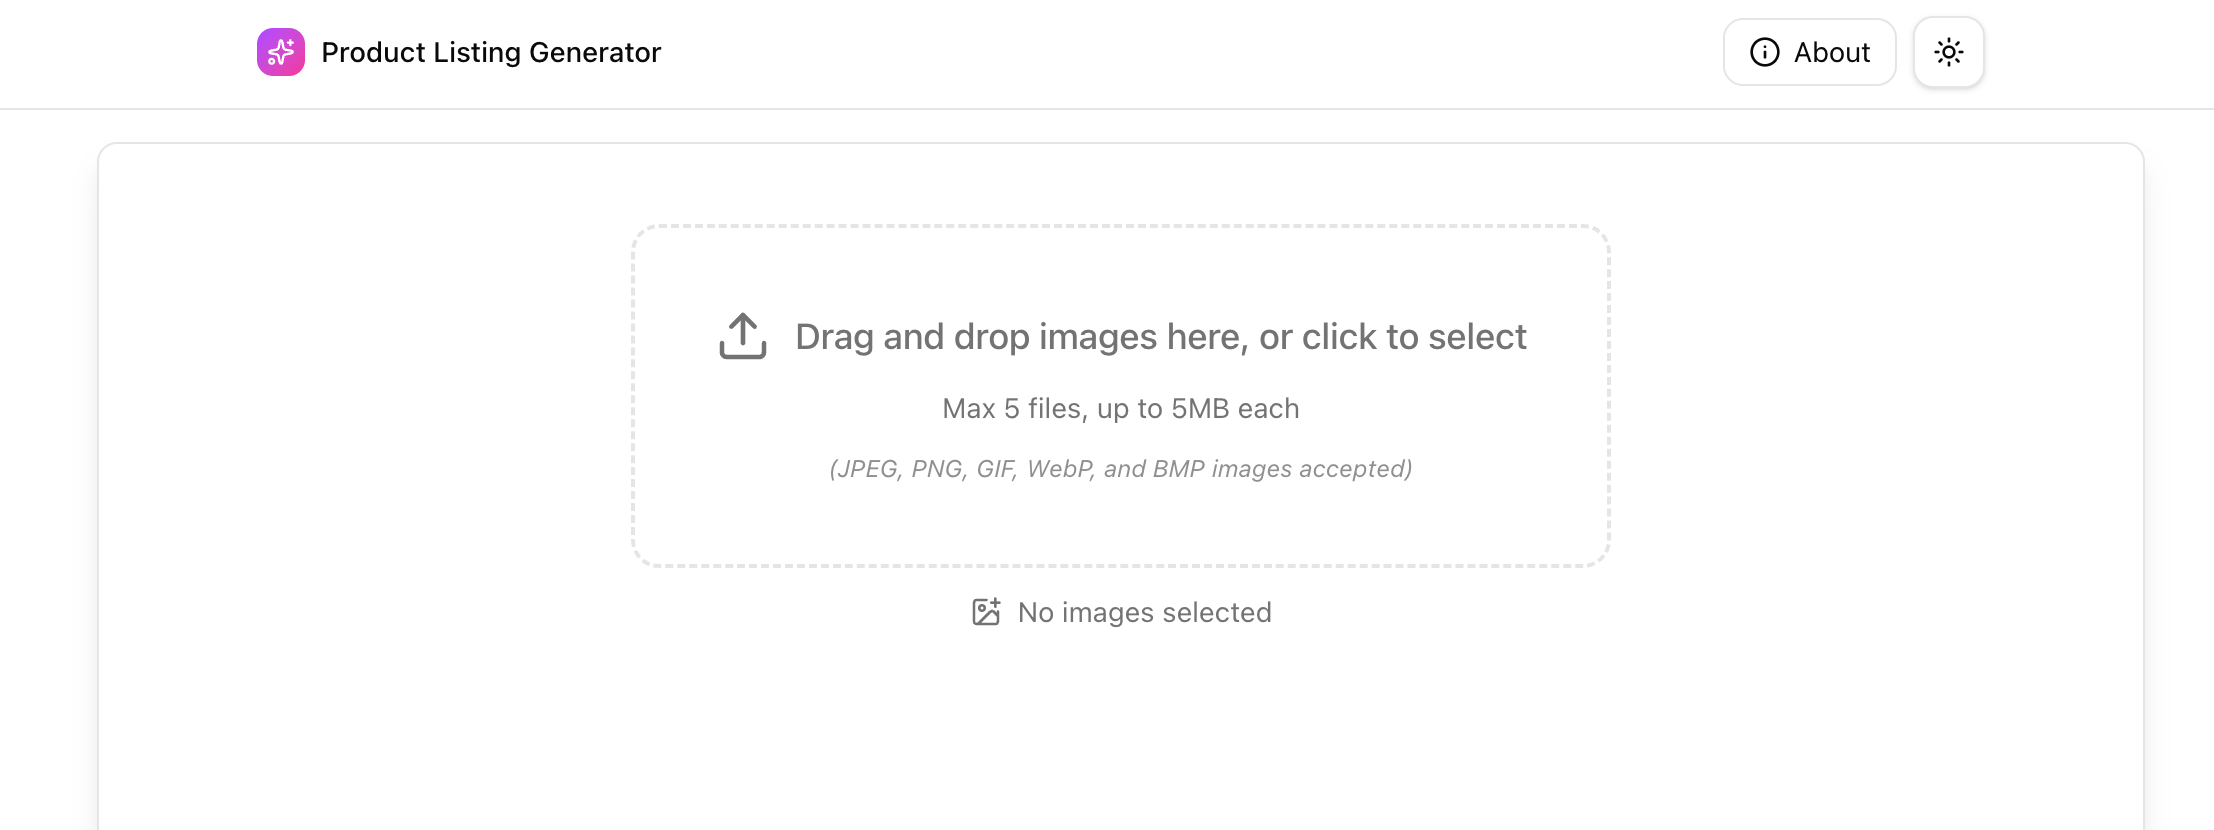 Product Listing Generator
About
Drag and drop images here, or click to select
Max 5 files, up to 5MB each
(JPEG, PNG, GIF, WebP, and BMP images accepted)
No images selected